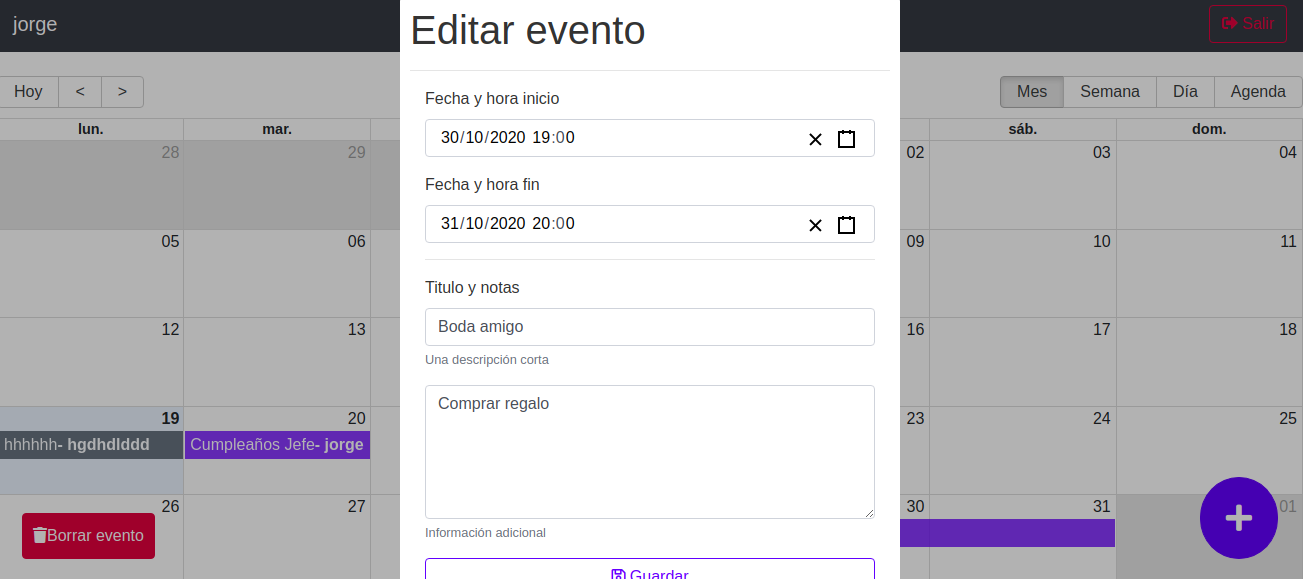 jorge
Editar evento
Salir
Hoy < >
Mes Semana Día Agenda
lun. mar. sáb. dom.
28 29 02 03 04
05 06 09 10 11
12 13 16 17 18
19 20 23 24 25
hhhhhh- hgdhdlddd Cumpleaños Jefe- jorge
26 27 30 31 01
Borrar evento
Fecha y hora inicio
30/10/2020 19:00
Fecha y hora fin
31/10/2020 20:00
Titulo y notas
Boda amigo
Una descripción corta
Comprar regalo
Información adicional
Guardar